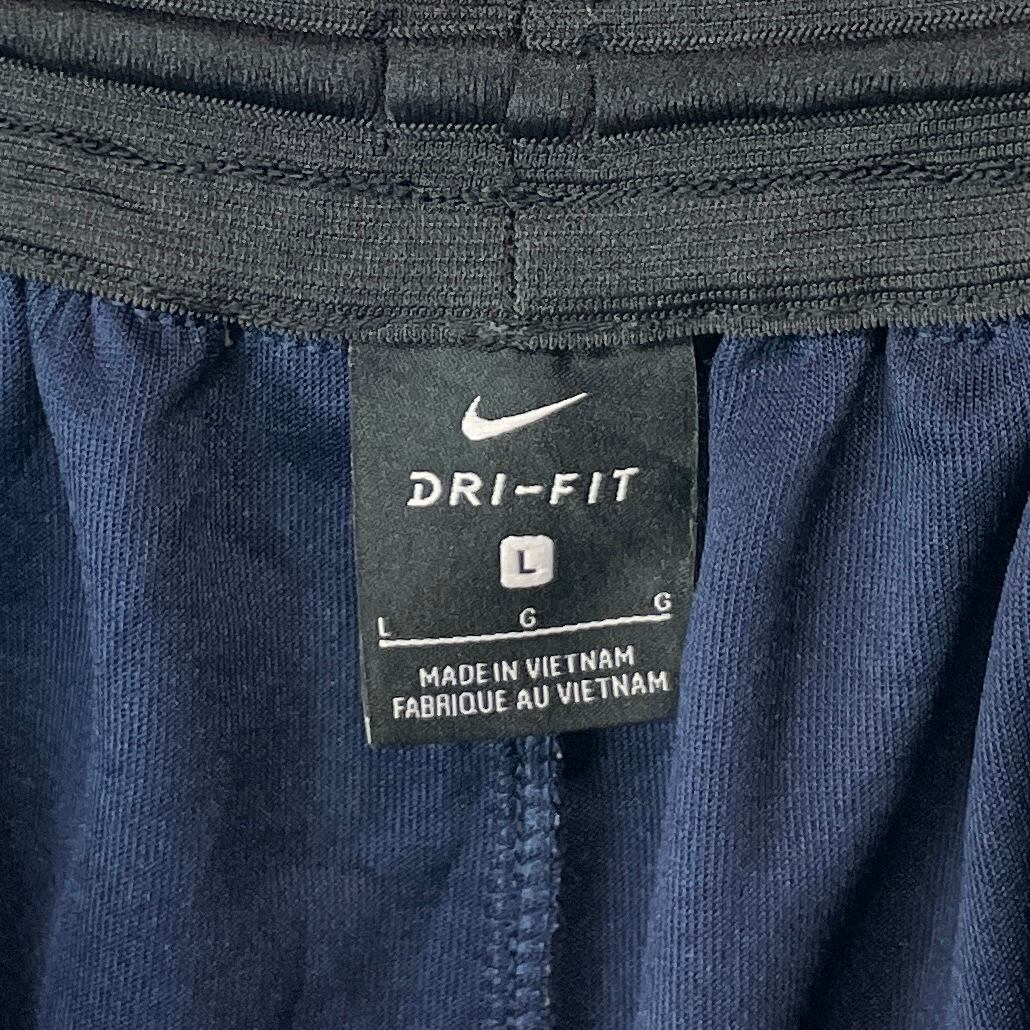 DRI-FIT
L
L G G
MADE IN VIETNAM
FABRIQUE AU VIETNAM